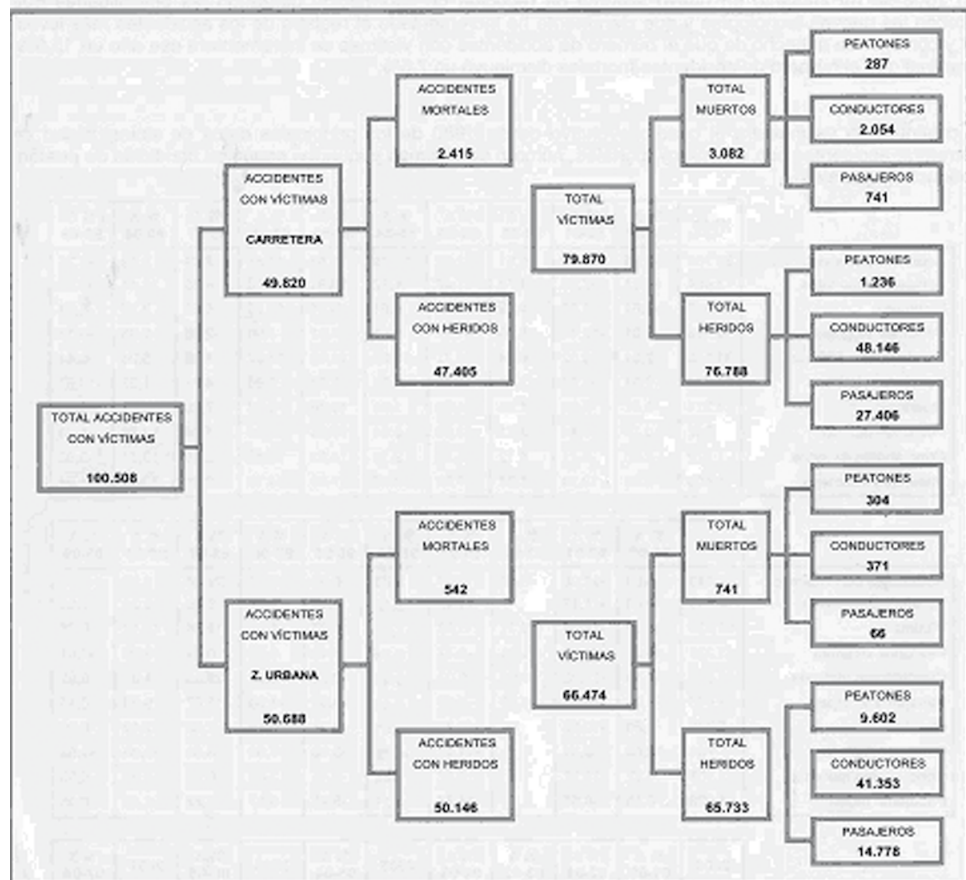 TOTAL ACCIDENTES
CON VÍCTIMAS
100.508
ACCIDENTES
CON VÍCTIMAS
CARRETERA
49.820
ACCIDENTES
MORTALES
2.415
ACCIDENTES
CON HERIDOS
47.405
TOTAL
VÍCTIMAS
79.870
TOTAL
MUERTOS
3.082
PEATONES
287
CONDUCTORES
2.054
PASAJEROS
741
TOTAL
HERIDOS
76.788
PEATONES
1.236
CONDUCTORES
48.146
PASAJEROS
27.406
ACCIDENTES
CON VÍCTIMAS
Z. URBANA
50.688
ACCIDENTES
MORTALES
542
ACCIDENTES
CON HERIDOS
50.146
TOTAL
VÍCTIMAS
66.474
TOTAL
MUERTOS
741
PEATONES
304
CONDUCTORES
371
PASAJEROS
66
TOTAL
HERIDOS
65.733
PEATONES
9.602
CONDUCTORES
41.353
PASAJEROS
14.778